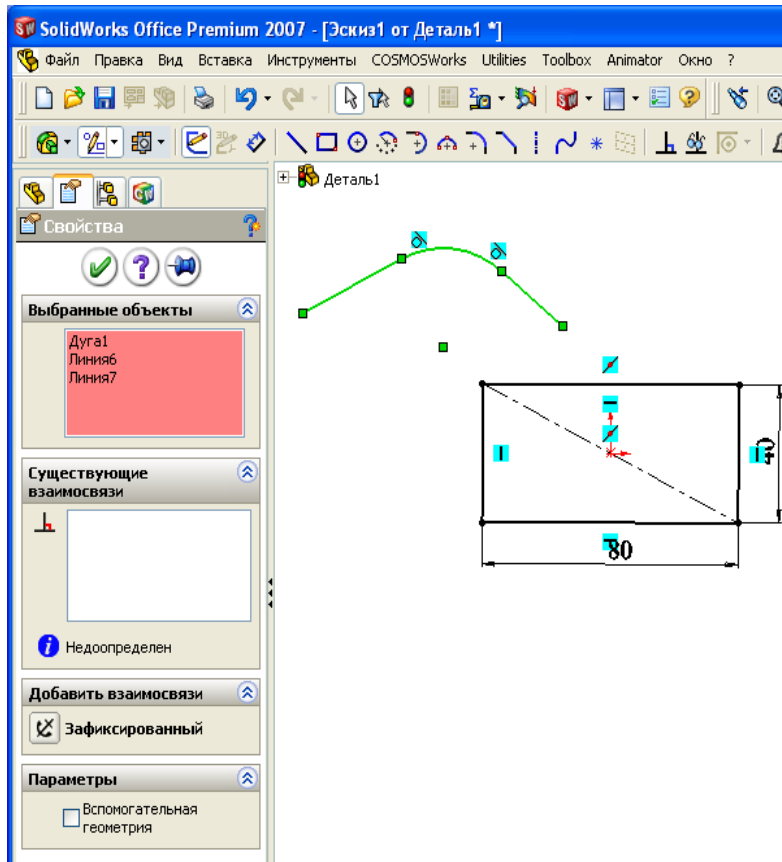 SolidWorks Office Premium 2007 - [Эскиз1 от Деталь1 *]
Файл Правка Вид Вставка Инструменты COSMOSWorks Utilities Toolbox Animator Окно ?
Деталь1
Свойства
Выбранные объекты
Дуга1
Линия6
Линия7
Существующие
взаимосвязи
Недоопределен
Добавить взаимосвязи
Зафиксированный
Параметры
Вспомогательная
геометрия
80